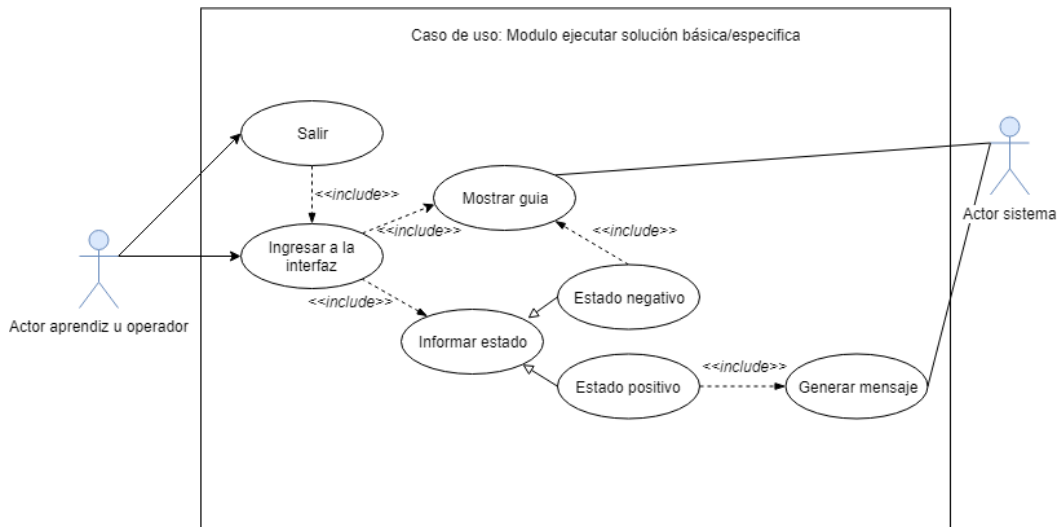 Caso de uso: Modulo ejecutar solución básica/especifica
Salir
<<include>>
Mostrar guia
<<include>>
<<include>>
Actor sistema
Ingresar a la
interfaz
<<include>>
Estado negativo
Actor aprendiz u operador
Informar estado
<<include>>
Estado positivo
Generar mensaje